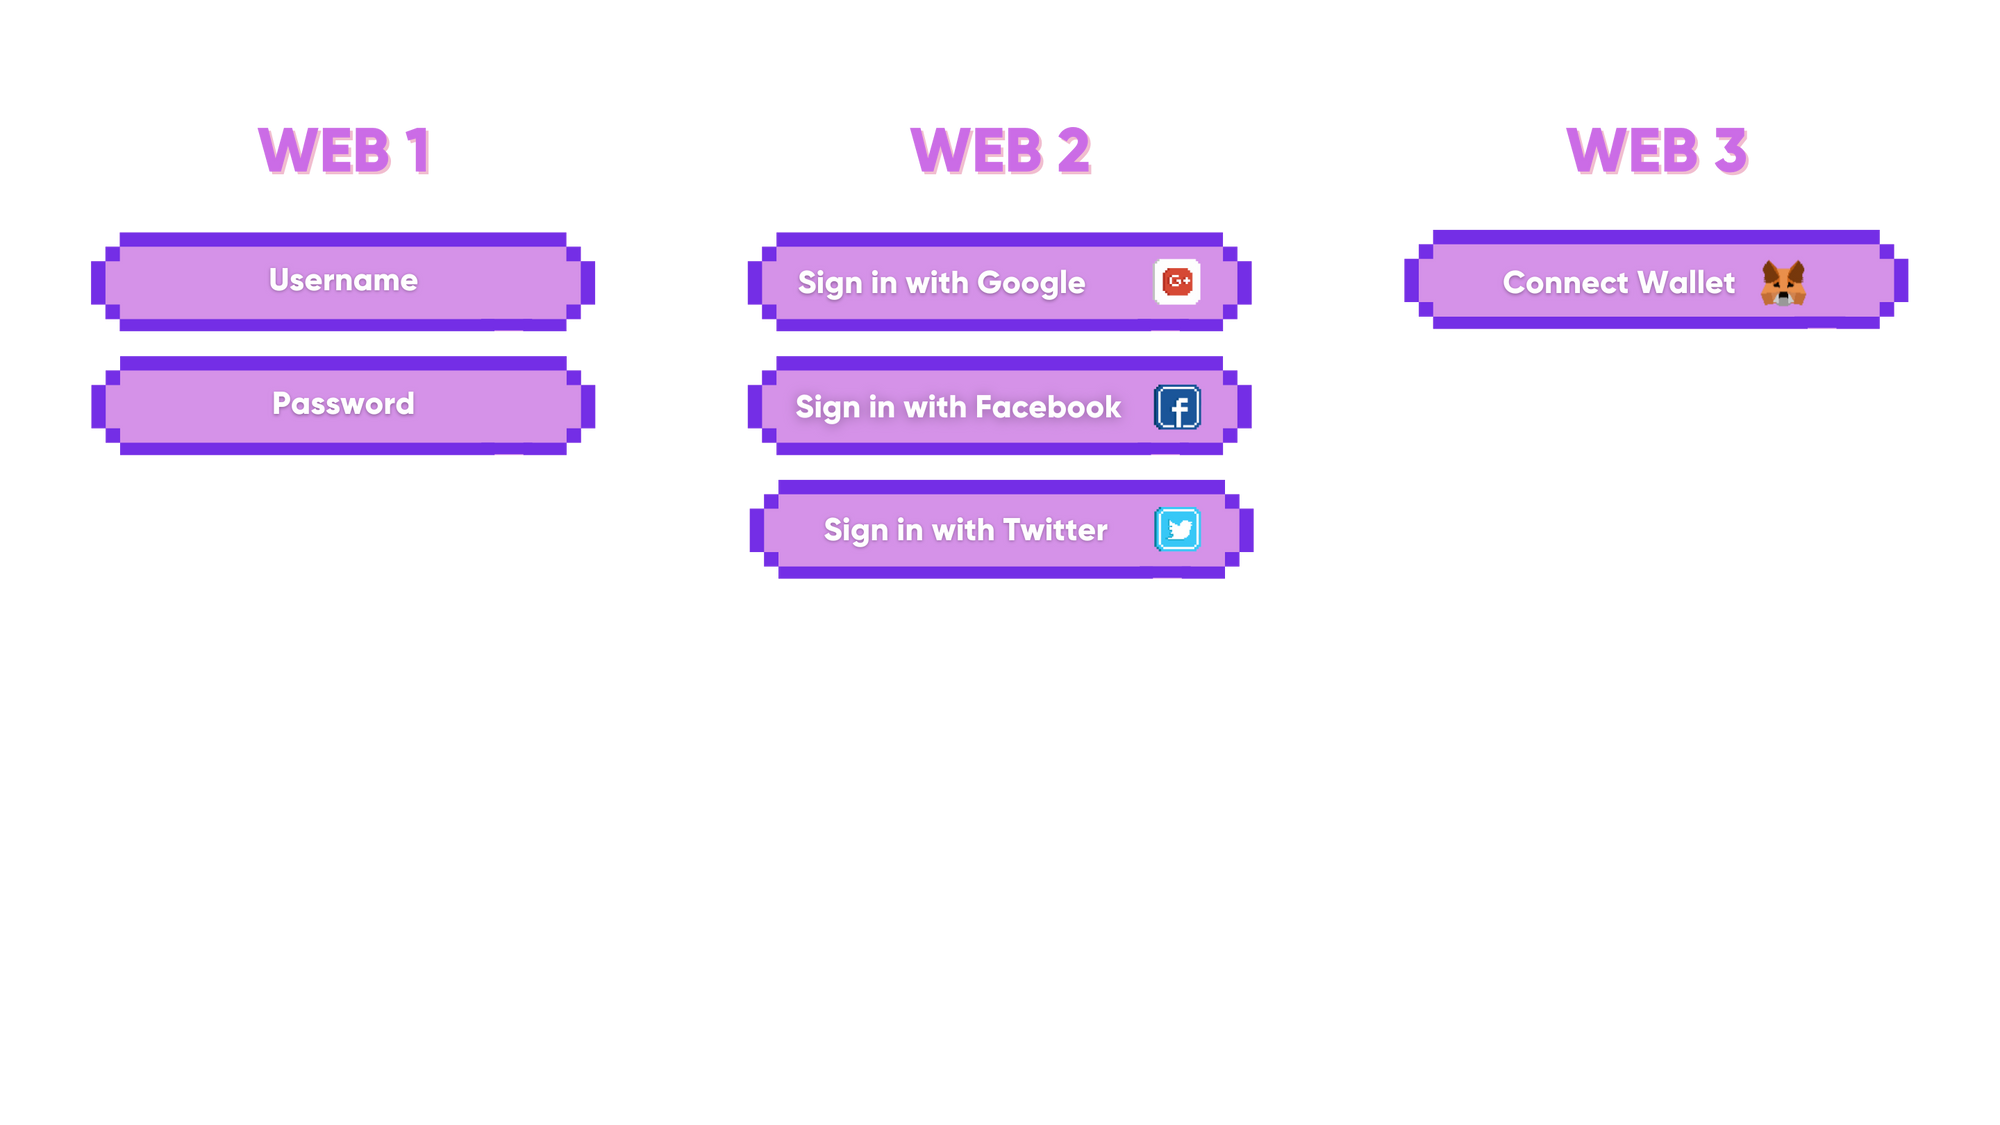 WEB 1
Username
Password
WEB 2
Sign in with Google
G+
Sign in with Facebook
f
Sign in with Twitter
WEB 3
Connect Wallet